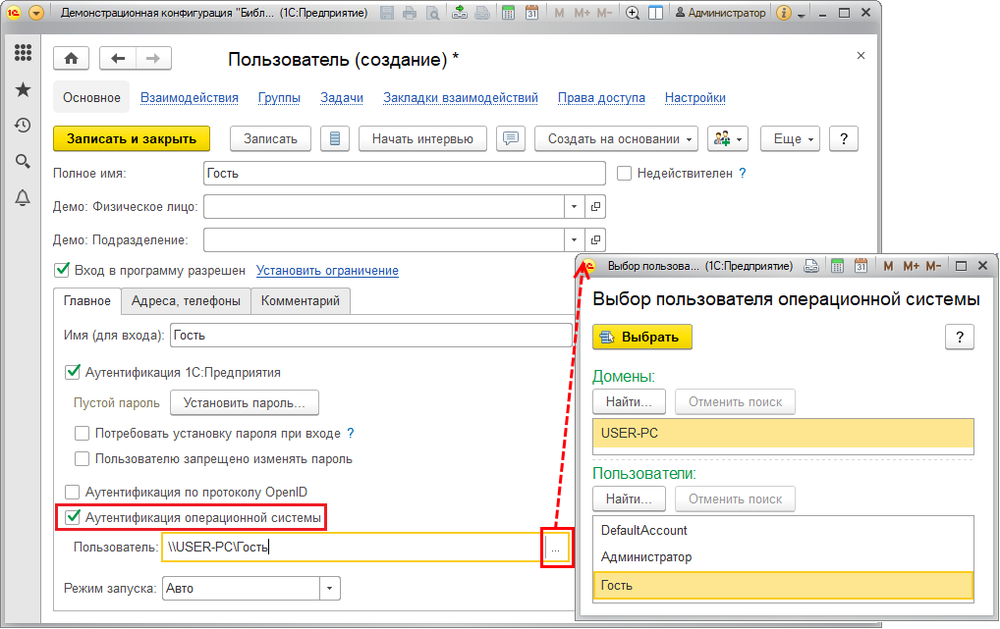 Демонстрационная конфигурация "Библ... (1С:Предприятие) M M+ M- Администратор
Пользователь (создание) *
Основное Взаимодействия Группы Задачи Закладки взаимодействий Права доступа Настройки
Записать и закрыть Записать Начать интервью Создать на основании Еще ?
Полное имя: Гость Недействителен ?
Демо: Физическое лицо:
Демо: Подразделение:
Вход в программу разрешен Установить ограничение
Главное Адреса, телефоны Комментарий
Имя (для входа): Гость
Аутентификация 1С:Предприятия
Пустой пароль Установить пароль...
Потребовать установку пароля при входе ?
Пользователю запрещено изменять пароль
Аутентификация по протоколу OpenID
Аутентификация операционной системы
Пользователь: \\USER-PC\Гость ...
Режим запуска: Авто
Выбор пользова... (1С:Предприятие) M M+ M-
Выбор пользователя операционной системы
Выбрать ?
Домены:
Найти... Отменить поиск
USER-PC
Пользователи:
Найти... Отменить поиск
DefaultAccount
Администратор
Гость